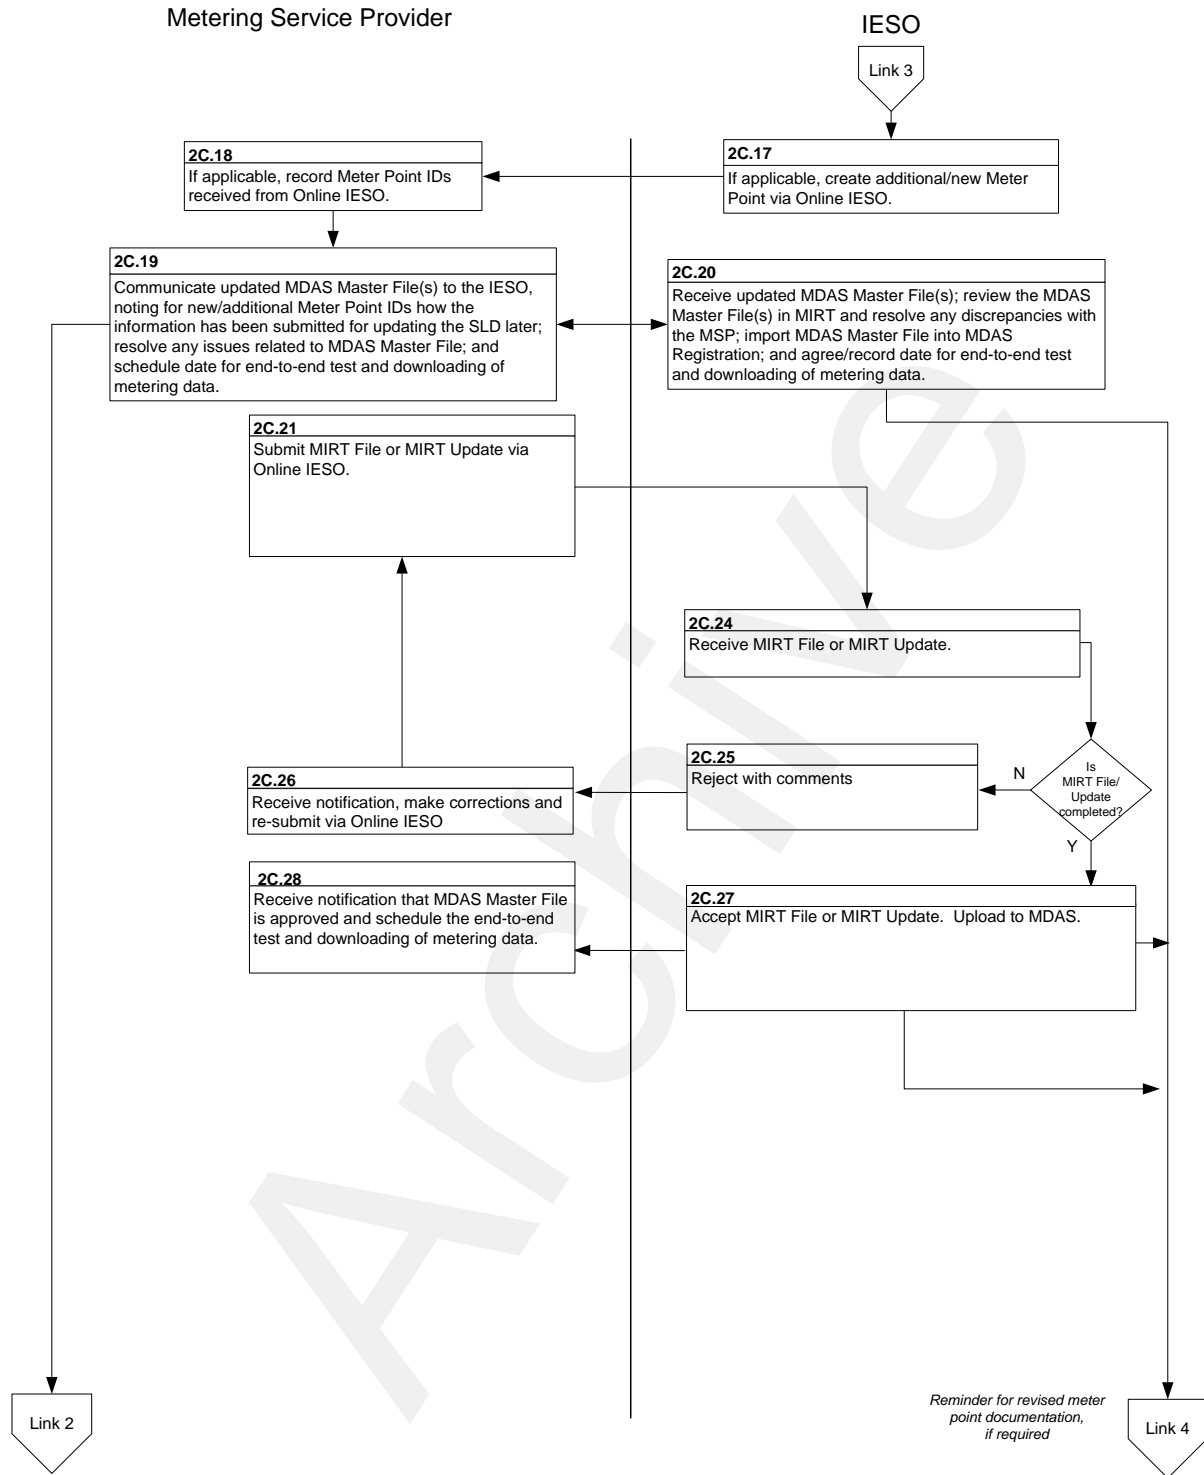 Metering Service Provider
IESO
Link 3
2C.18
If applicable, record Meter Point IDs
received from Online IESO.
2C.17
If applicable, create additional/new Meter
Point via Online IESO.
2C.19
Communicate updated MDAS Master File(s) to the IESO,
noting for new/additional Meter Point IDs how the
information has been submitted for updating the SLD later;
resolve any issues related to MDAS Master File; and
schedule date for end-to-end test and downloading of
metering data.
2C.20
Receive updated MDAS Master File(s); review the MDAS
Master File(s) in MIRT and resolve any discrepancies with
the MSP; import MDAS Master File into MDAS
Registration; and agree/record date for end-to-end test
and downloading of metering data.
2C.21
Submit MIRT File or MIRT Update via
Online IESO.
2C.24
Receive MIRT File or MIRT Update.
Is
MIRT File/
Update
completed?
N
Y
2C.25
Reject with comments
2C.26
Receive notification, make corrections and
re-submit via Online IESO
2C.28
Receive notification that MDAS Master File
is approved and schedule the end-to-end
test and downloading of metering data.
2C.27
Accept MIRT File or MIRT Update.  Upload to MDAS.
Link 2
Reminder for revised meter
point documentation,
if required
Link 4
Archive